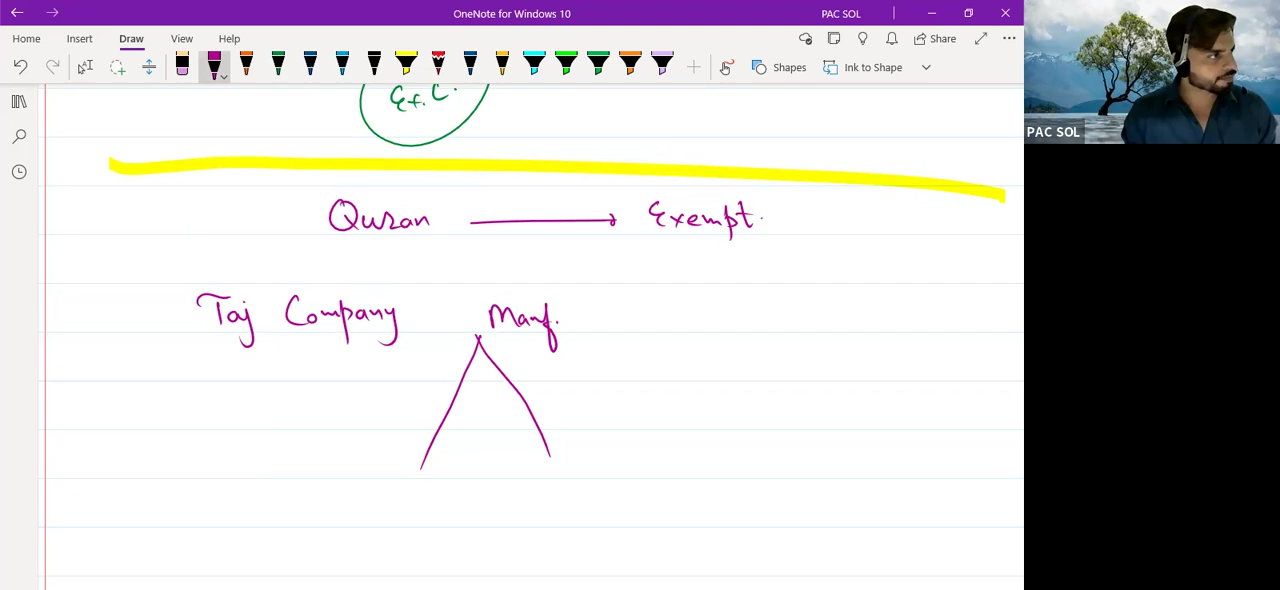 OneNote for Windows 10
PAC SOL
Home Insert Draw View Help
Share
Shapes
Ink to Shape
PAC SOL
Quran → Exempt.
Taj Company Manf.